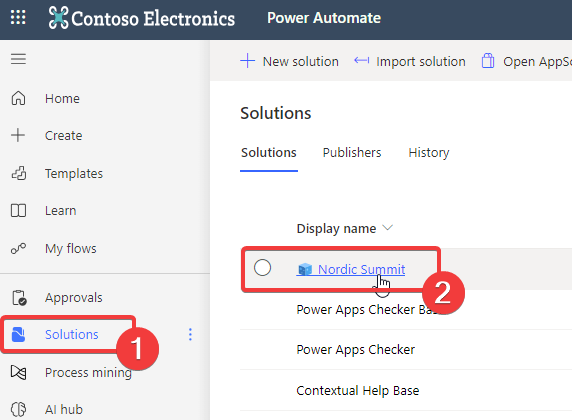 Contoso Electronics Power Automate
New solution Import solution Open AppSo
Home
Create
Templates
Learn
My flows
Approvals
Solutions
Process mining
AI hub
Solutions
Solutions Publishers History
Display name
Nordic Summit
Power Apps Checker Bas
Power Apps Checker
Contextual Help Base
1
2